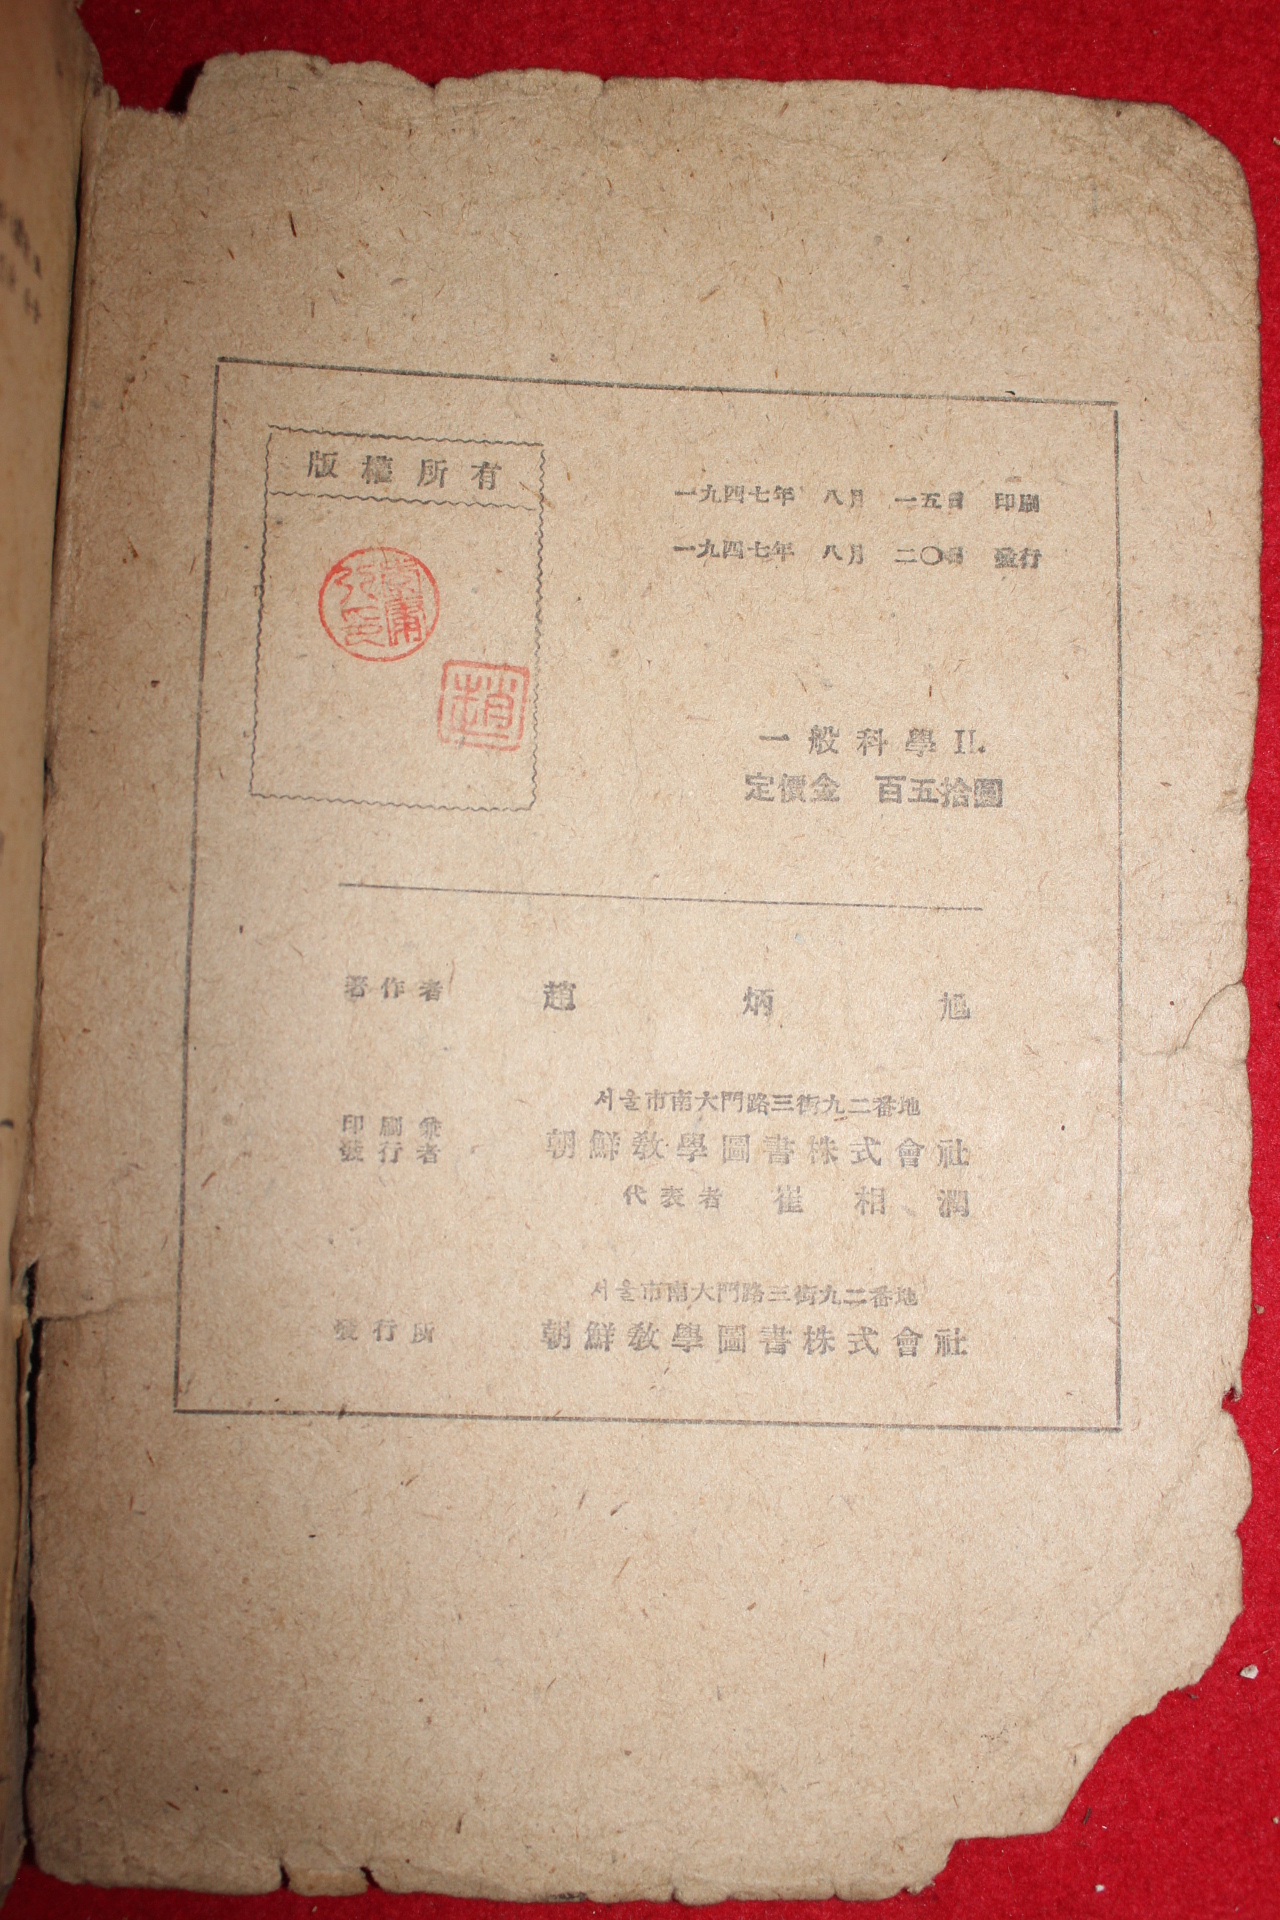 版權所有
一九四七年 八月 一五日 印刷
一九四七年 八月 二〇日 發行
趙
一般科學 II.
定價金 百五拾圓
著作者 趙炳旭
서울市南大門路三街九二番地
印刷兼
發行者 朝鮮敎學圖書株式會社
代表者 崔相潤
서울市南大門路三街九二番地
發行所 朝鮮敎學圖書株式會社